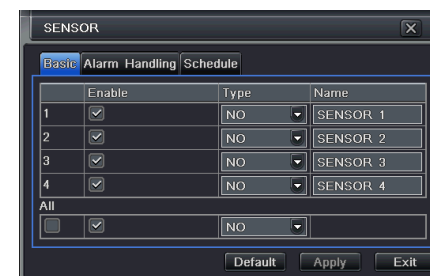 SENSOR
Basic Alarm Handling Schedule
Enable Type Name
1 NO SENSOR 1
2 NO SENSOR 2
3 NO SENSOR 3
4 NO SENSOR 4
All
NO
Default Apply Exit